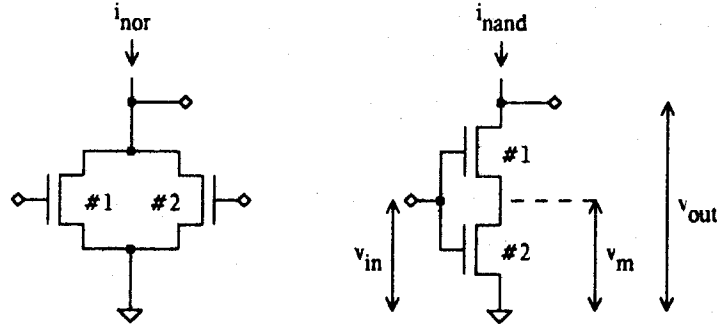 i_nor
i_nand
#1
#2
#1
#2
v_in
v_m
v_out